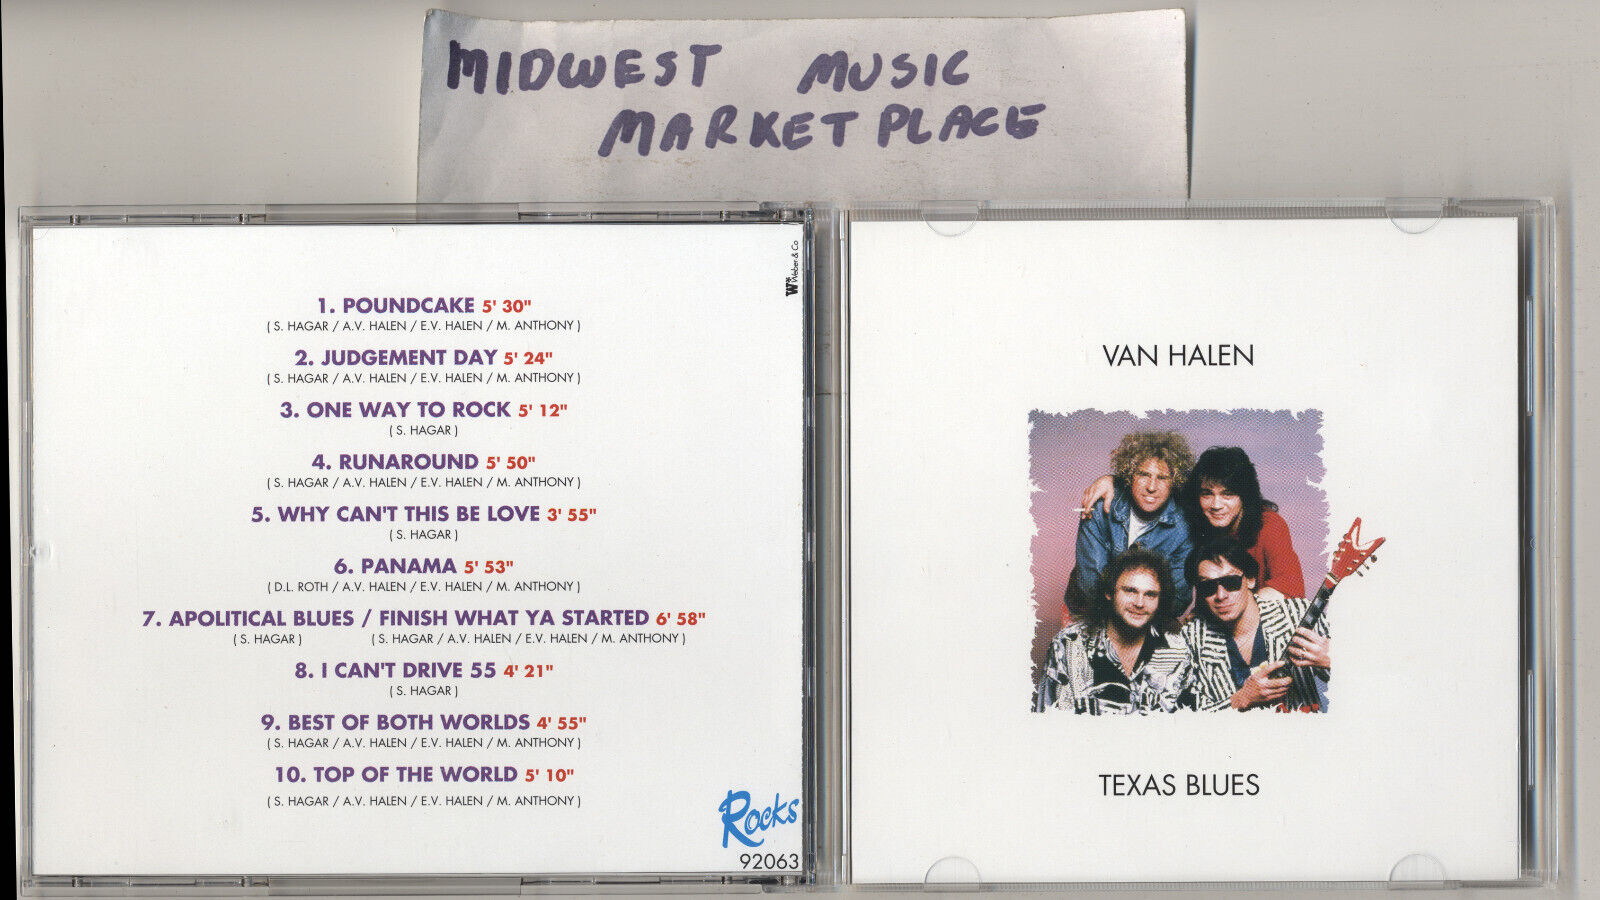 MIDWEST MUSIC
MARKET PLACE
W* Weber & Co
1. POUNDCAKE 5' 30"
( S. HAGAR / A.V. HALEN / E.V. HALEN / M. ANTHONY )
2. JUDGEMENT DAY 5' 24"
( S. HAGAR / A.V. HALEN / E.V. HALEN / M. ANTHONY )
3. ONE WAY TO ROCK 5' 12"
( S. HAGAR )
4. RUNAROUND 5' 50"
( S. HAGAR / A.V. HALEN / E.V. HALEN / M. ANTHONY )
5. WHY CAN'T THIS BE LOVE 3' 55"
( S. HAGAR )
6. PANAMA 5' 53"
( D.L. ROTH / A.V. HALEN / E.V. HALEN / M. ANTHONY )
7. APOLITICAL BLUES / FINISH WHAT YA STARTED 6' 58"
( S. HAGAR ) ( S. HAGAR / A.V. HALEN / E.V. HALEN / M. ANTHONY )
8. I CAN'T DRIVE 55 4' 21"
( S. HAGAR )
9. BEST OF BOTH WORLDS 4' 55"
( S. HAGAR / A.V. HALEN / E.V. HALEN / M. ANTHONY )
10. TOP OF THE WORLD 5' 10"
( S. HAGAR / A.V. HALEN / E.V. HALEN / M. ANTHONY )
Rocks
92063
VAN HALEN
TEXAS BLUES